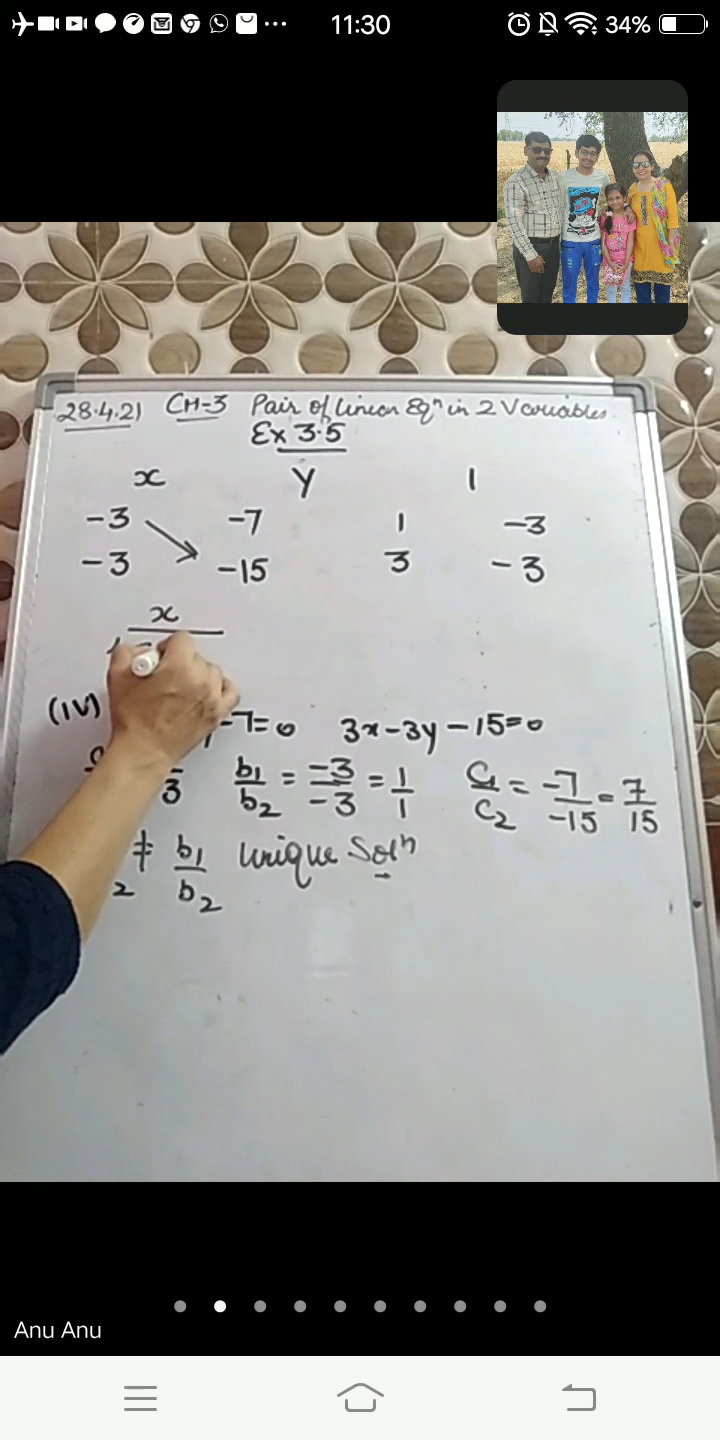 11:30 34%
28.4.21 CH-3 Pair of linear Eqⁿ in 2 Variables
Ex 3.5
x Y 1
-3 -7 1 -3
-3 -15 3 -3
x
(IV) -7=0 3x-3y-15=0
3 b₁/b₂ = -3/-3 = 1/1 C₁/C₂ = -7/-15 = 7/15
2 ≠ b₁/b₂ unique Solⁿ
Anu Anu